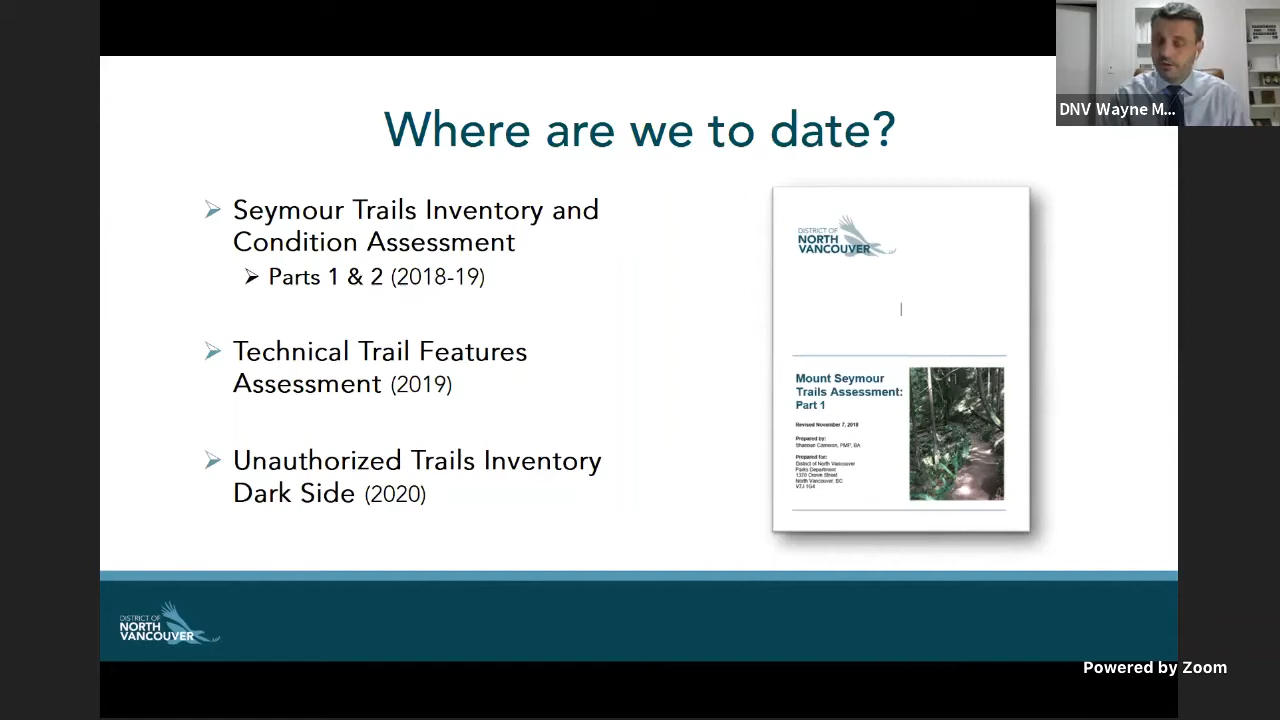 DNV Wayne M...
Where are we to date?
Seymour Trails Inventory and
Condition Assessment
Parts 1 & 2 (2018-19)
Technical Trail Features
Assessment (2019)
Unauthorized Trails Inventory
Dark Side (2020)
DISTRICT OF
NORTH
VANCOUVER
Mount Seymour
Trails Assessment:
Part 1
Revised November 7, 2018
Prepared by:
Shannon Cameron, PMP, BA
Prepared for:
District of North Vancouver
Parks Department
1370 Crown Street
North Vancouver, BC
V7J 1G4
DISTRICT OF
NORTH
VANCOUVER
Powered by Zoom